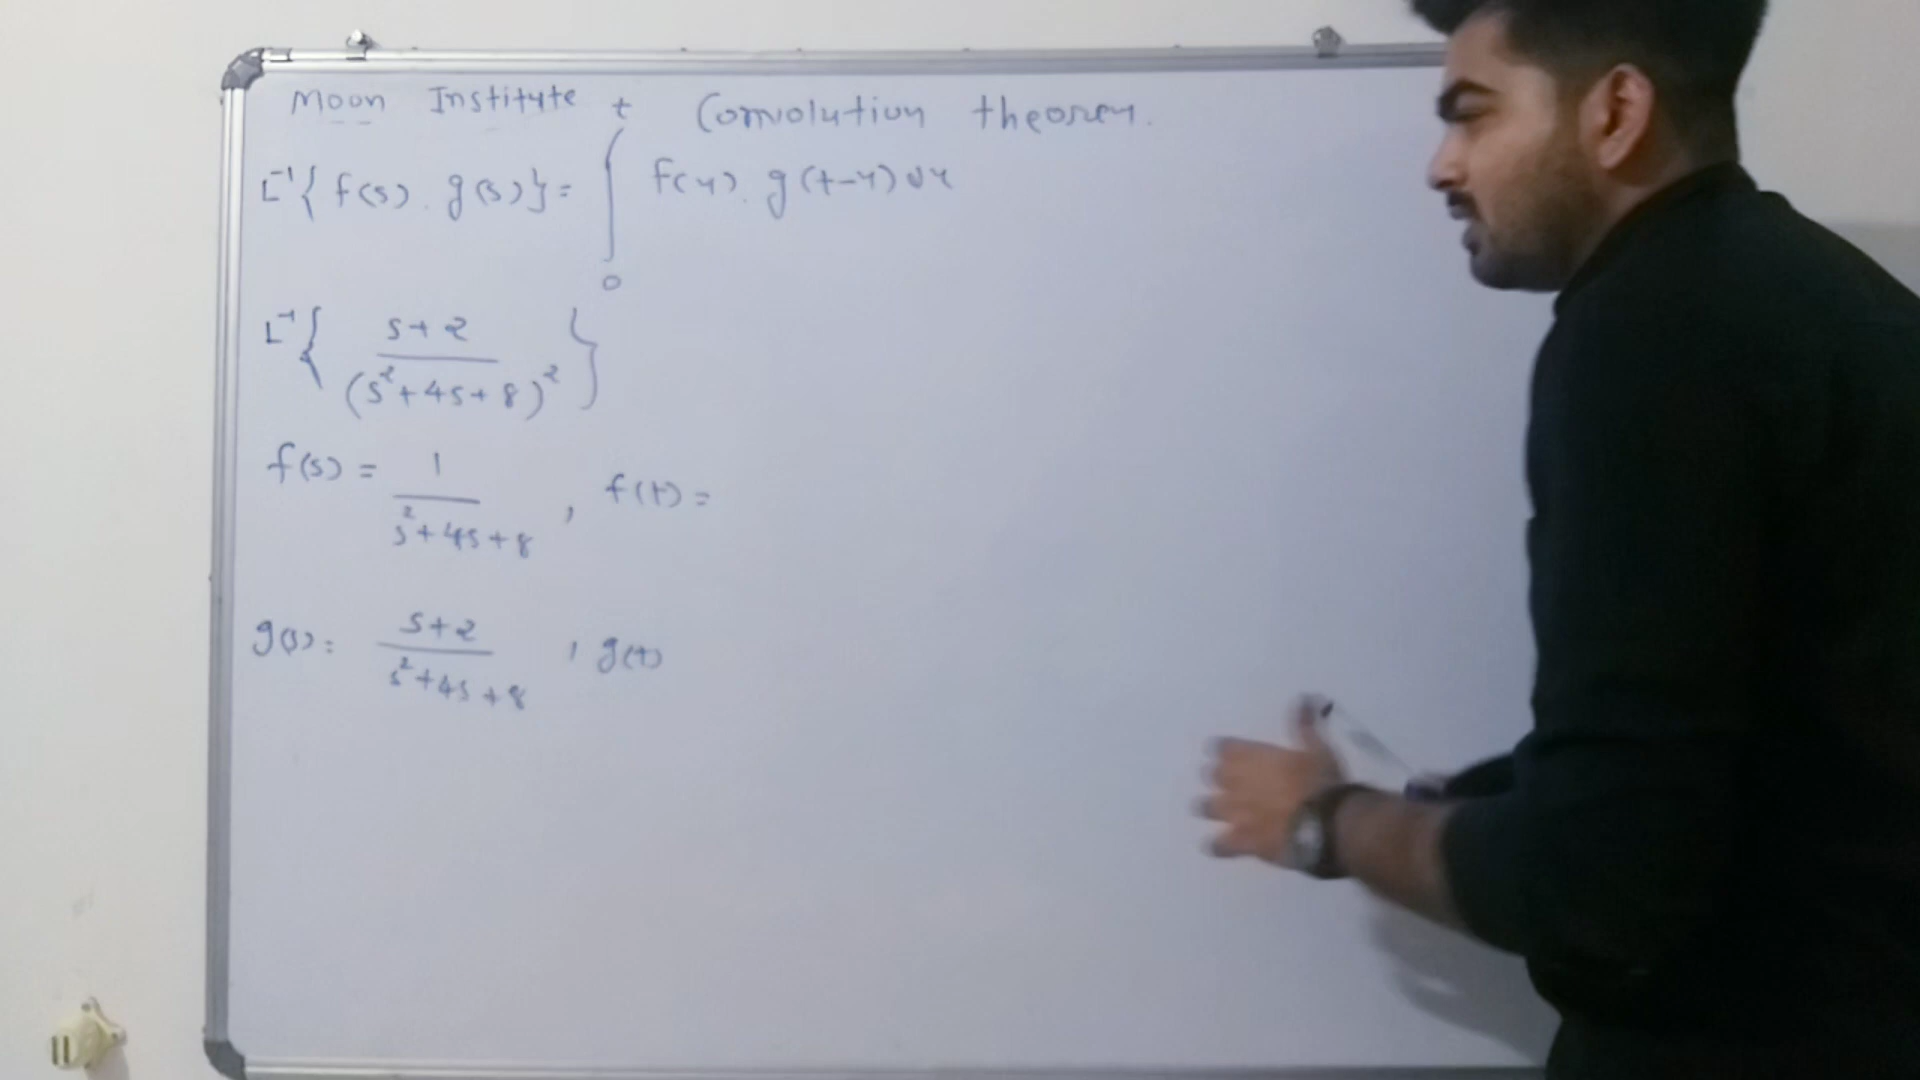 Moon Institute Convolution theorem.
L⁻¹{ f(s) . g(s) } = ∫₀ᵗ f(u) . g(t-u) du
L⁻¹{ (s+2) / (s²+4s+8)² }
f(s) = 1 / (s²+4s+8) , f(t) =
g(s) = (s+2) / (s²+4s+8) , g(t)